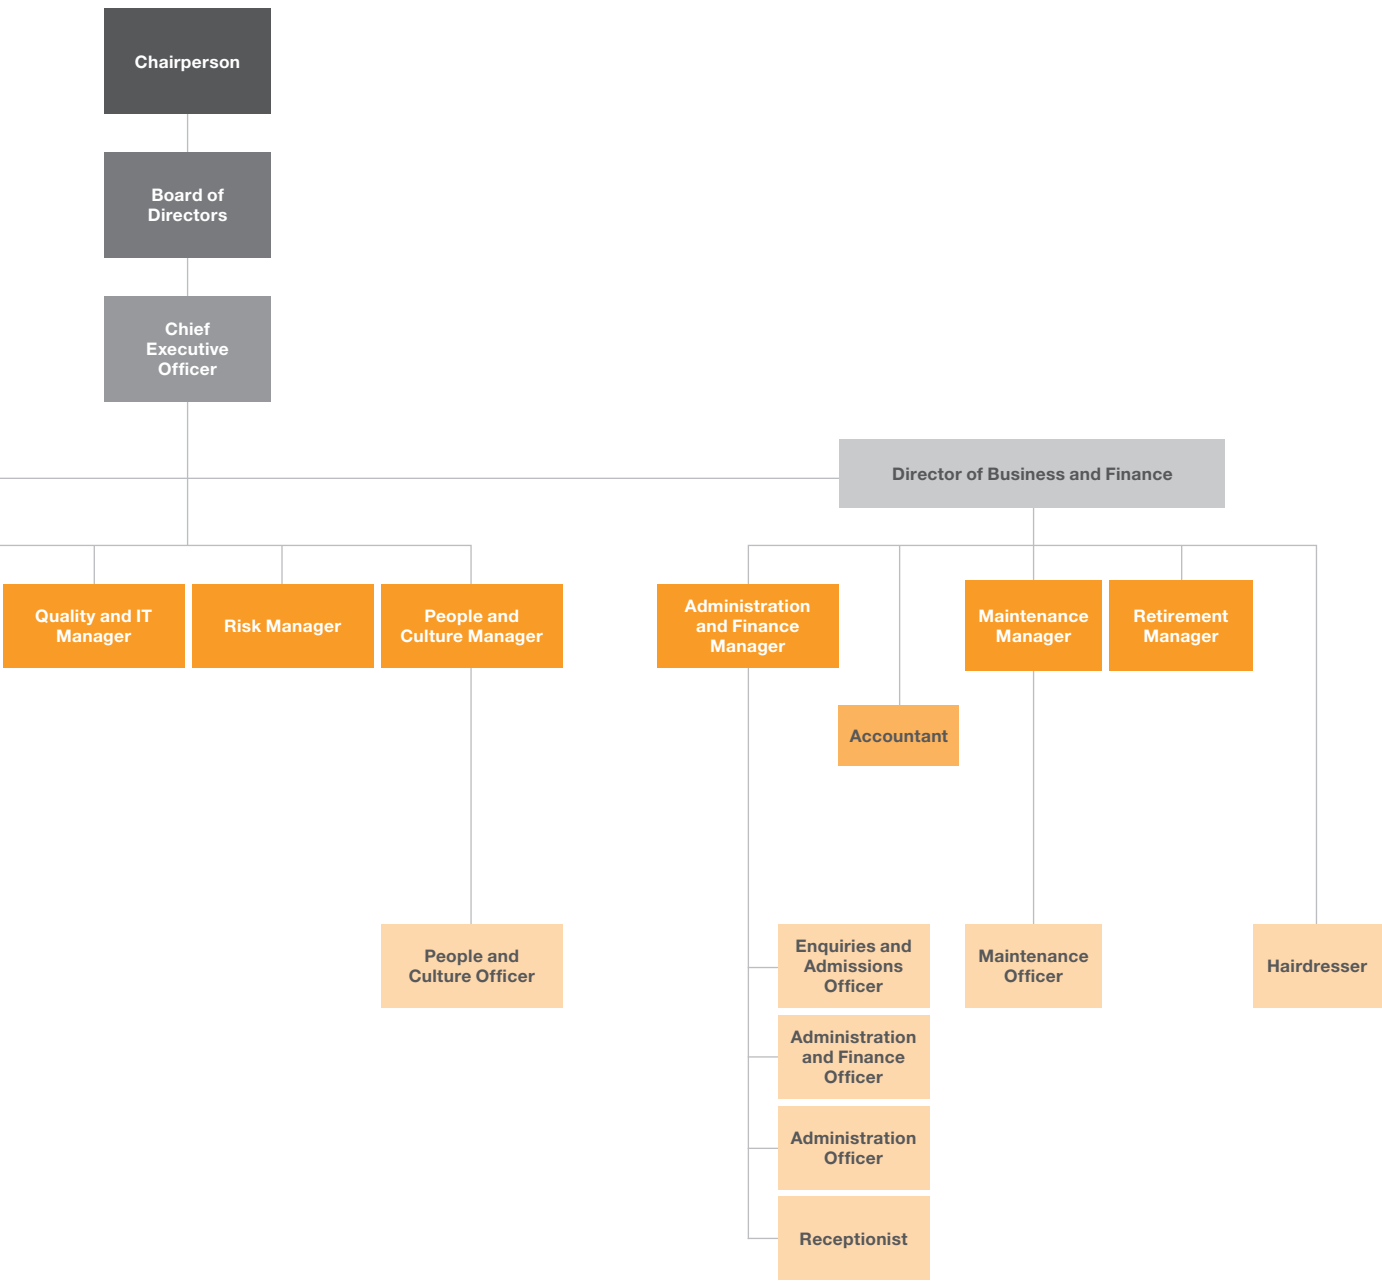 Chairperson
Board of
Directors
Chief
Executive
Officer
Director of Business and Finance
Quality and IT
Manager
Risk Manager
People and
Culture Manager
Administration
and Finance
Manager
Maintenance
Manager
Retirement
Manager
Accountant
People and
Culture Officer
Enquiries and
Admissions
Officer
Maintenance
Officer
Hairdresser
Administration
and Finance
Officer
Administration
Officer
Receptionist